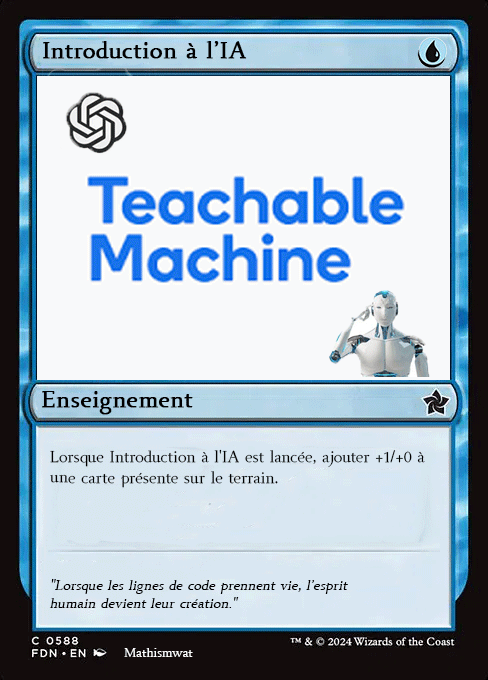 Introduction à l'IA
Teachable
Machine
Enseignement
Lorsque Introduction à l'IA est lancée, ajouter +1/+0 à
une carte présente sur le terrain.
"Lorsque les lignes de code prennent vie, l'esprit
humain devient leur création."
C 0588
™ & © 2024 Wizards of the Coast
FDN • EN Mathismwat